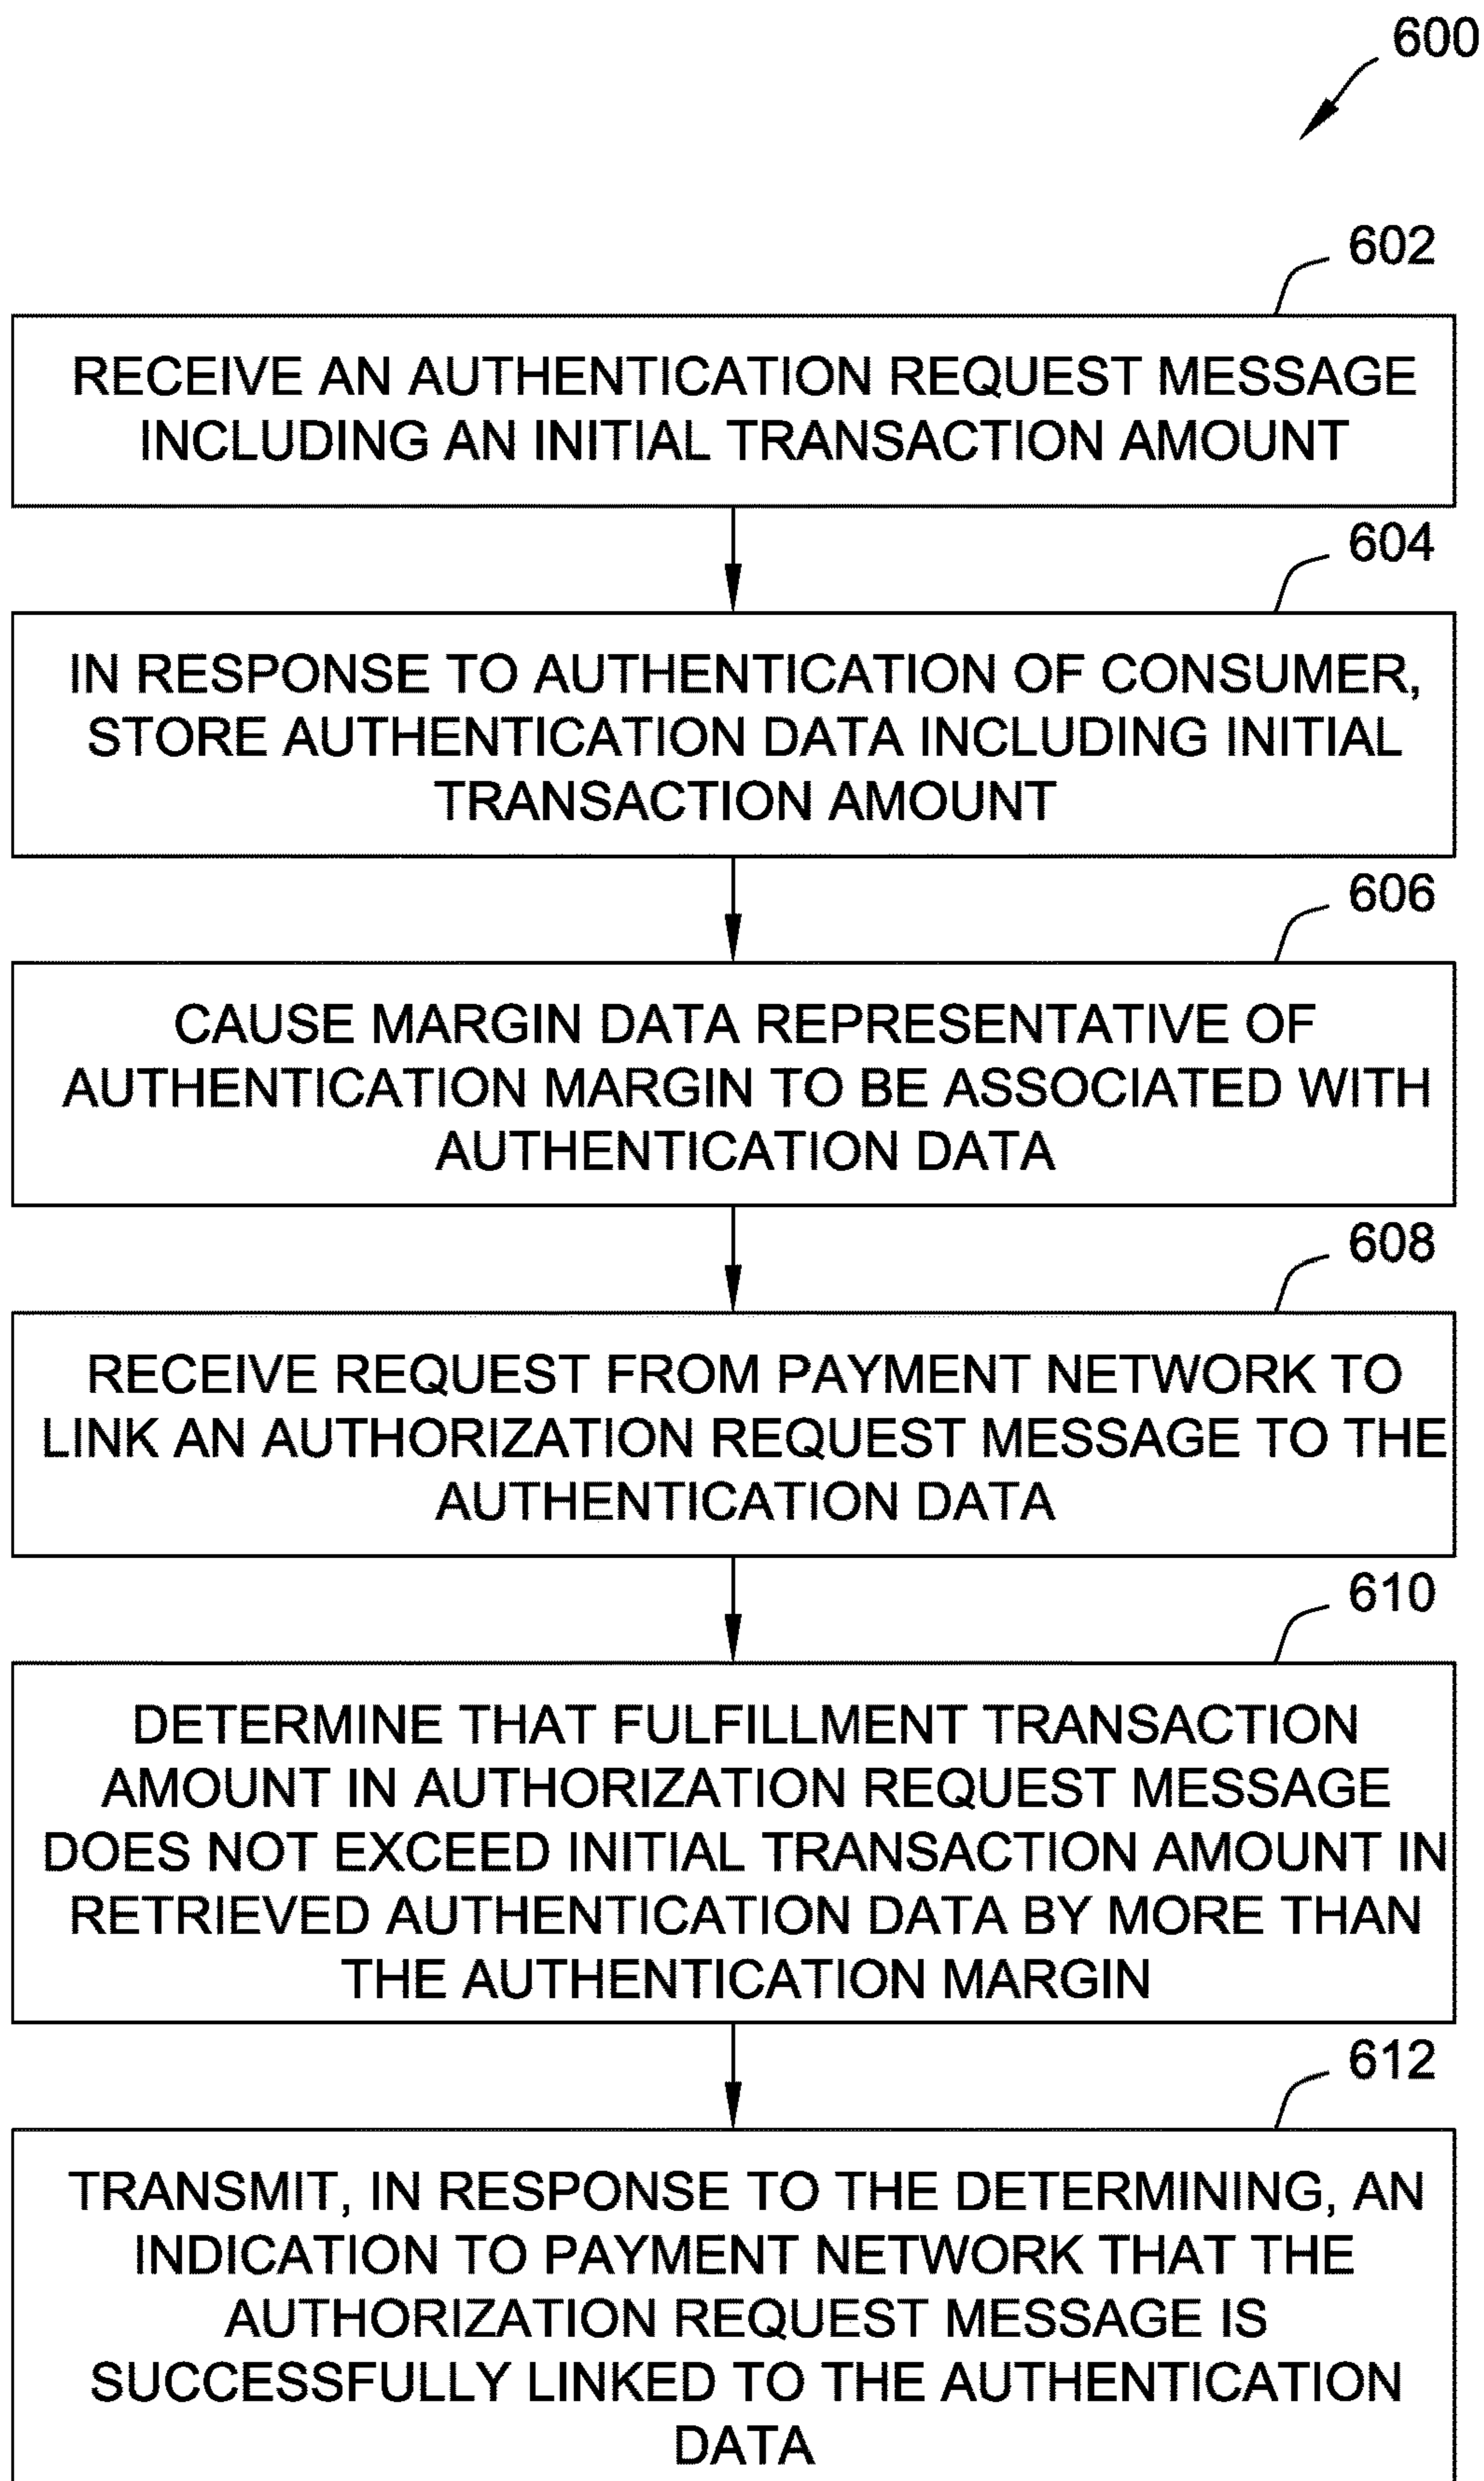 600
602
RECEIVE AN AUTHENTICATION REQUEST MESSAGE
INCLUDING AN INITIAL TRANSACTION AMOUNT
604
IN RESPONSE TO AUTHENTICATION OF CONSUMER,
STORE AUTHENTICATION DATA INCLUDING INITIAL
TRANSACTION AMOUNT
606
CAUSE MARGIN DATA REPRESENTATIVE OF
AUTHENTICATION MARGIN TO BE ASSOCIATED WITH
AUTHENTICATION DATA
608
RECEIVE REQUEST FROM PAYMENT NETWORK TO
LINK AN AUTHORIZATION REQUEST MESSAGE TO THE
AUTHENTICATION DATA
610
DETERMINE THAT FULFILLMENT TRANSACTION
AMOUNT IN AUTHORIZATION REQUEST MESSAGE
DOES NOT EXCEED INITIAL TRANSACTION AMOUNT IN
RETRIEVED AUTHENTICATION DATA BY MORE THAN
THE AUTHENTICATION MARGIN
612
TRANSMIT, IN RESPONSE TO THE DETERMINING, AN
INDICATION TO PAYMENT NETWORK THAT THE
AUTHORIZATION REQUEST MESSAGE IS
SUCCESSFULLY LINKED TO THE AUTHENTICATION
DATA